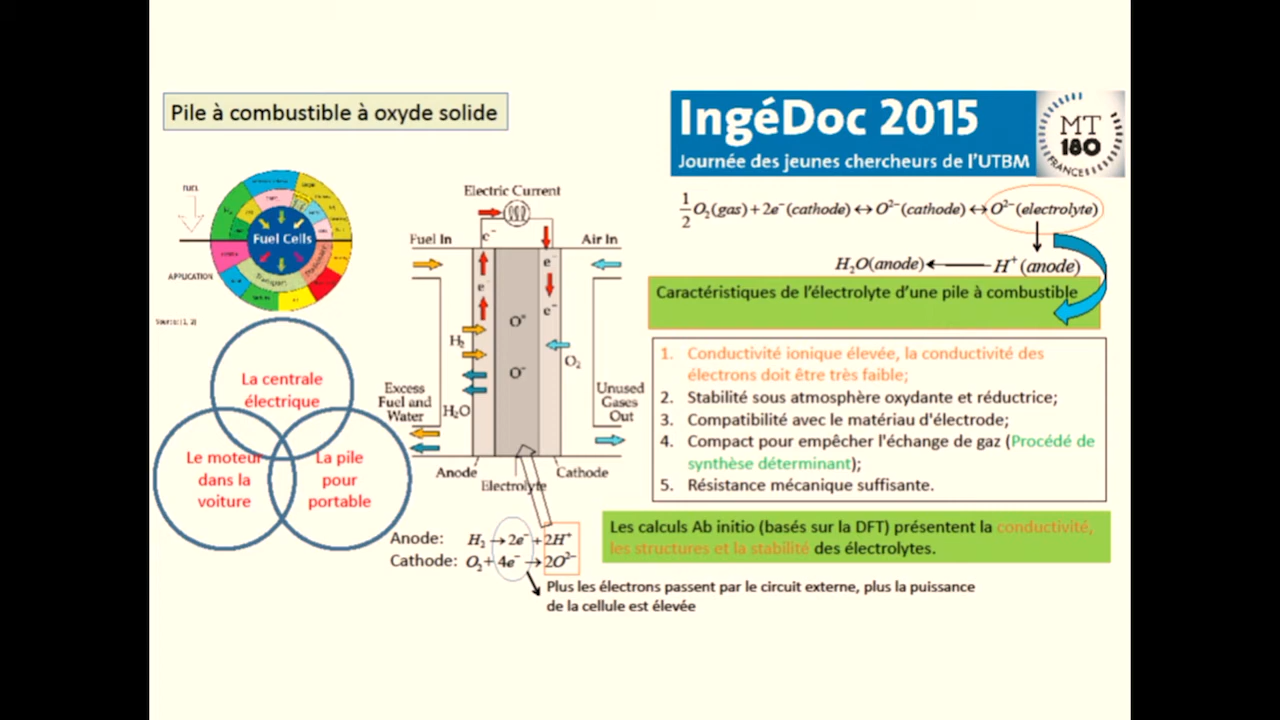 Pile à combustible à oxyde solide
IngéDoc 2015
Journée des jeunes chercheurs de l'UTBM
MT
180
FRANCE
FUEL
Fuel Cells
APPLICATION
Transport
Stationary
La centrale
électrique
Le moteur
dans la
voiture
La pile
pour
portable
Electric Current
Fuel In
Air In
e⁻
e⁻
e⁻
e⁻
O⁼
O⁼
H₂
O₂
H₂O
Excess
Fuel and
Water
Unused
Gases
Out
Anode
Cathode
Electrolyte
Anode: H₂ → 2e⁻ + 2H⁺
Cathode: O₂ + 4e⁻ → 2O²⁻
Plus les électrons passent par le circuit externe, plus la puissance
de la cellule est élevée
1/2 O₂(gas) + 2e⁻(cathode) ↔ O²⁻(cathode) ↔ O²⁻(electrolyte)
H₂O(anode) ← H⁺(anode)
Caractéristiques de l'électrolyte d'une pile à combustible
1. Conductivité ionique élevée, la conductivité des
électrons doit être très faible;
2. Stabilité sous atmosphère oxydante et réductrice;
3. Compatibilité avec le matériau d'électrode;
4. Compact pour empêcher l'échange de gaz (Procédé de
synthèse déterminant);
5. Résistance mécanique suffisante.
Les calculs Ab initio (basés sur la DFT) présentent la conductivité,
les structures et la stabilité des électrolytes.